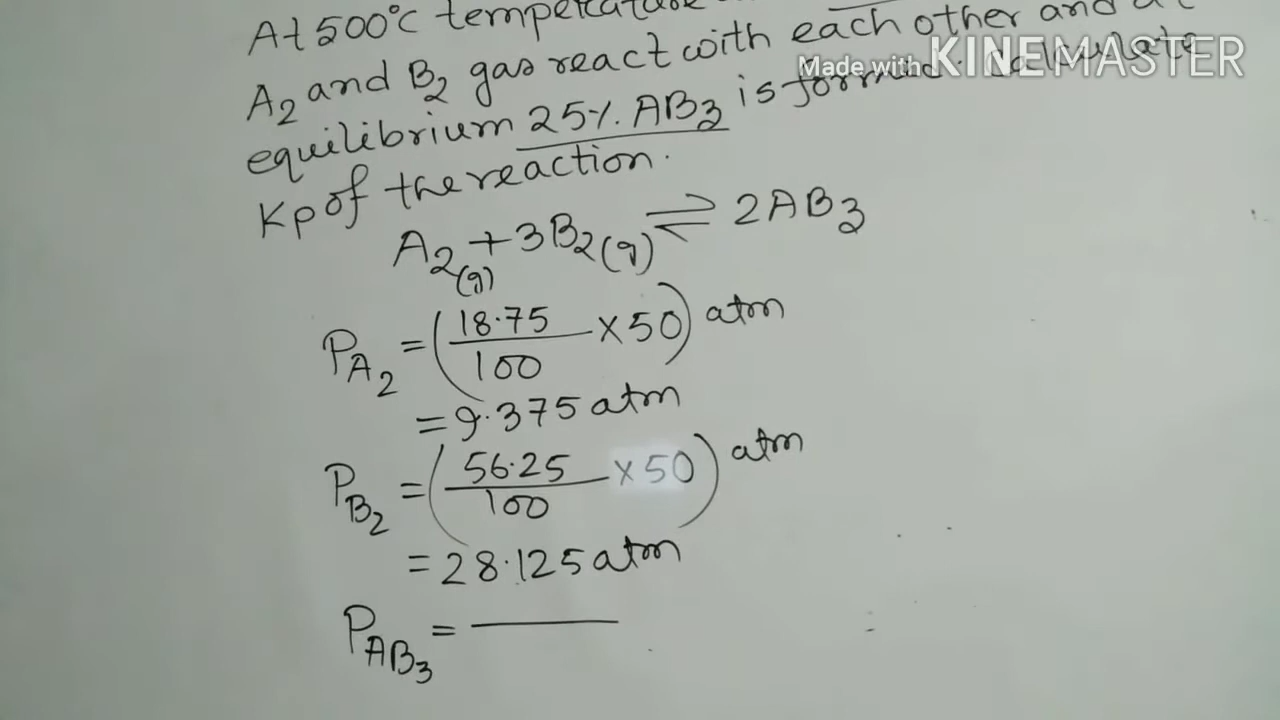 At 500°C temperature
A2 and B2 gas react with each other and at
Made with KINEMASTER
equilibrium 25%. AB3 is formed. Calculate
Kp of the reaction.
A2(g) + 3B2(g) ⇌ 2AB3
PA2 = (18.75/100 × 50) atm
= 9.375 atm
PB2 = (56.25/100 × 50) atm
= 28.125 atm
PAB3 =